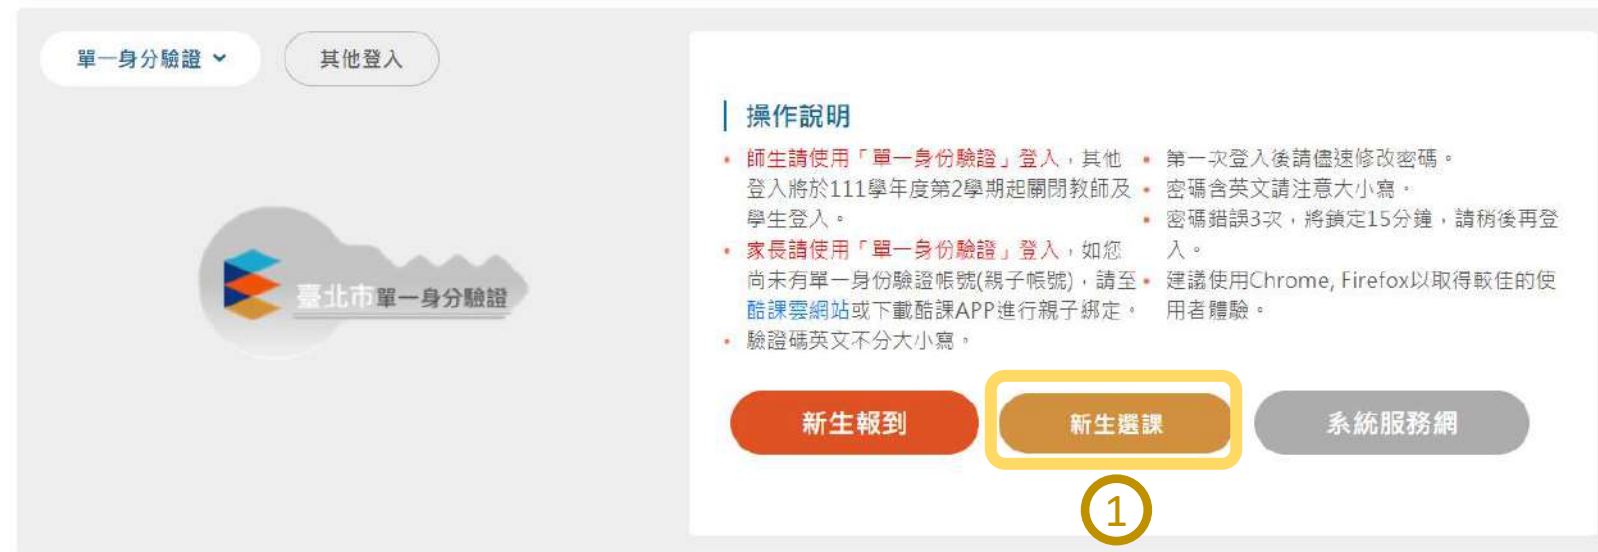 單一身分驗證
其他登入
臺北市單一身分驗證
操作說明
師生請使用「單一身份驗證」登入，其他
登入將於111學年度第2學期起關閉教師及
學生登入。
家長請使用「單一身份驗證」登入，如您
尚未有單一身份驗證帳號(親子帳號)，請至
酷課雲網站或下載酷課APP進行親子綁定。
驗證碼英文不分大小寫。
第一次登入後請儘速修改密碼。
密碼含英文請注意大小寫。
密碼錯誤3次，將鎖定15分鐘，請稍後再登
入。
建議使用Chrome, Firefox以取得較佳的使
用者體驗。
新生報到
新生選課
系統服務網
1